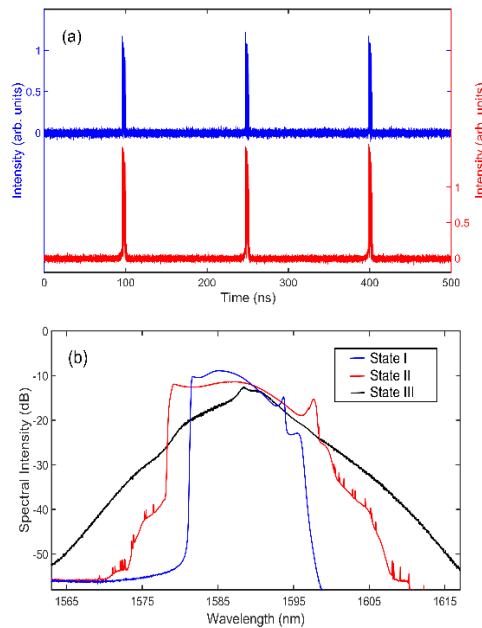 (a)
1
0.5
0
Intensity (arb. units)
1
0.5
0
Intensity (arb. units)
0 100 200 300 400 500
Time (ns)
(b)
0
-10
-20
-30
-40
-50
Spectral Intensity (dB)
State I
State II
State III
1565 1575 1585 1595 1605 1615
Wavelength (nm)